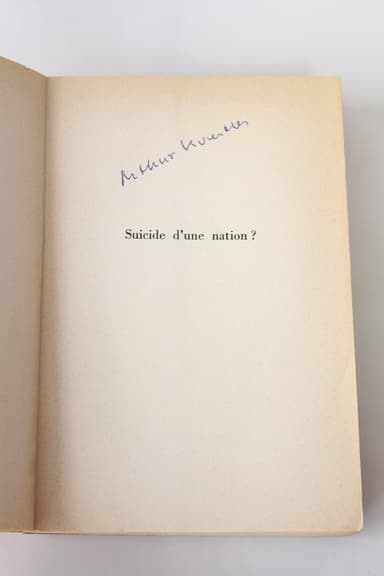 Arthur Koestler
Suicide d'une nation ?